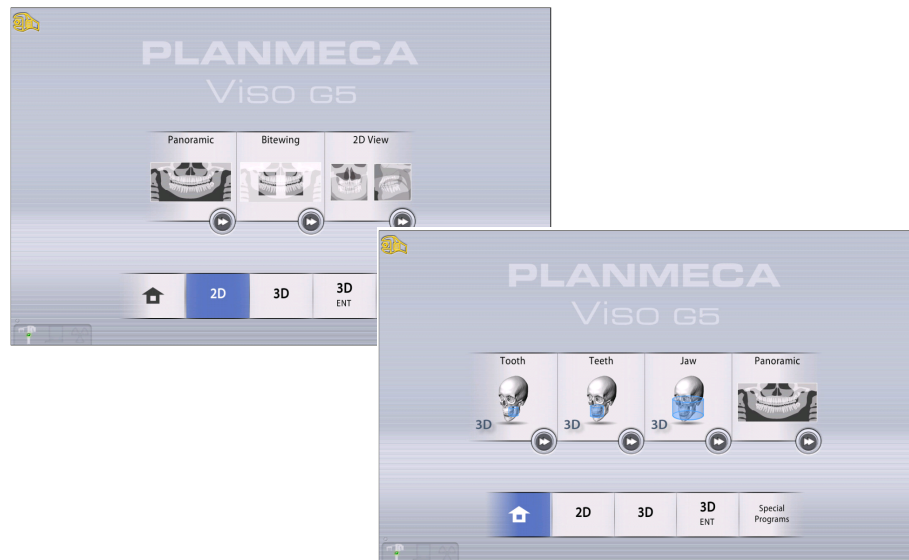 PLANMECA
VISO G5
Panoramic
Bitewing
2D View
2D
3D
3D
ENT
PLANMECA
VISO G5
Tooth
Teeth
Jaw
Panoramic
3D
3D
3D
2D
3D
3D
ENT
Special
Programs